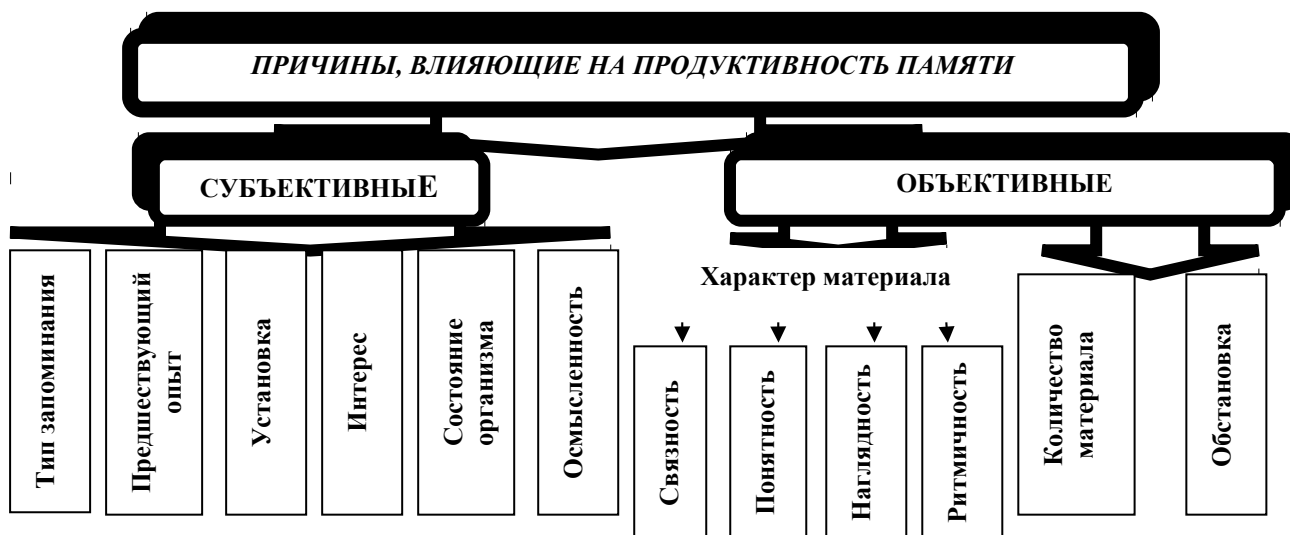 ПРИЧИНЫ, ВЛИЯЮЩИЕ НА ПРОДУКТИВНОСТЬ ПАМЯТИ
СУБЪЕКТИВНЫЕ
ОБЪЕКТИВНЫЕ
Тип запоминания
Предшествующий
опыт
Установка
Интерес
Состояние
организма
Осмысленность
Характер материала
Связность
Понятность
Наглядность
Ритмичность
Количество
материала
Обстановка